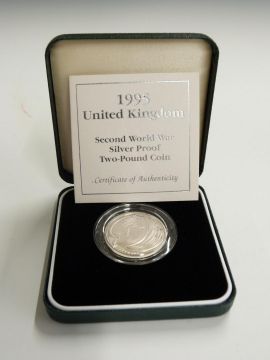 1995
United Kingdom
Second World War
Silver Proof
Two-Pound Coin
Certificate of Authenticity